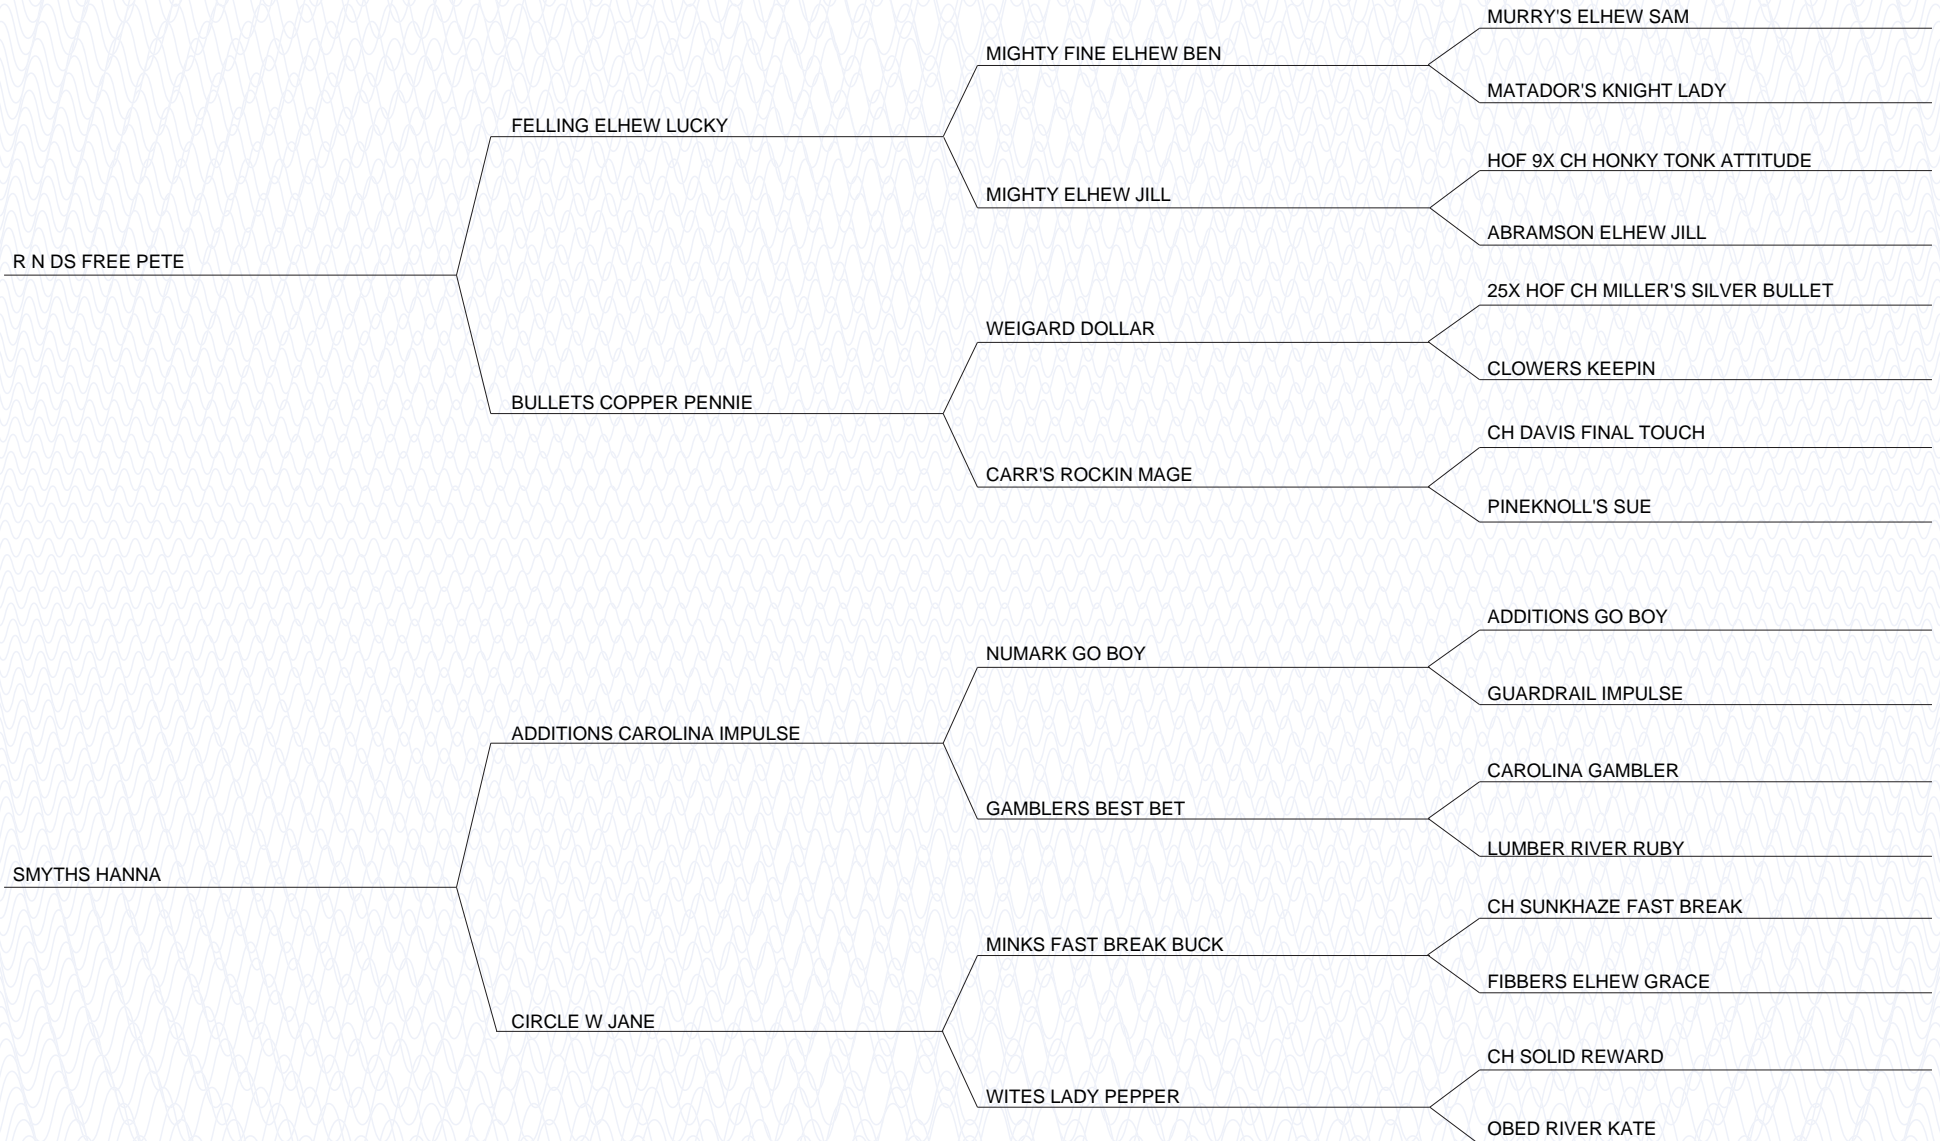 MURRY'S ELHEW SAM
MIGHTY FINE ELHEW BEN
MATADOR'S KNIGHT LADY
FELLING ELHEW LUCKY
HOF 9X CH HONKY TONK ATTITUDE
MIGHTY ELHEW JILL
ABRAMSON ELHEW JILL
R N DS FREE PETE
25X HOF CH MILLER'S SILVER BULLET
WEIGARD DOLLAR
CLOWERS KEEPIN
BULLETS COPPER PENNIE
CH DAVIS FINAL TOUCH
CARR'S ROCKIN MAGE
PINEKNOLL'S SUE
ADDITIONS GO BOY
NUMARK GO BOY
GUARDRAIL IMPULSE
ADDITIONS CAROLINA IMPULSE
CAROLINA GAMBLER
GAMBLERS BEST BET
LUMBER RIVER RUBY
SMYTHS HANNA
CH SUNKHAZE FAST BREAK
MINKS FAST BREAK BUCK
FIBBERS ELHEW GRACE
CIRCLE W JANE
CH SOLID REWARD
WITES LADY PEPPER
OBED RIVER KATE